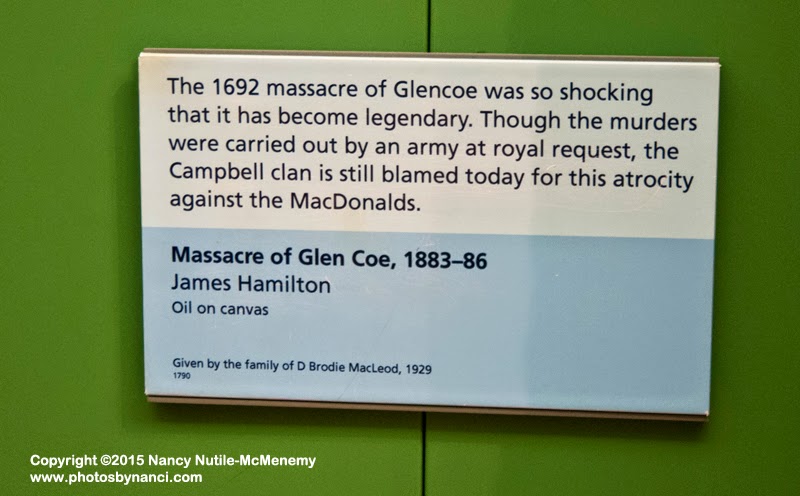 The 1692 massacre of Glencoe was so shocking
that it has become legendary. Though the murders
were carried out by an army at royal request, the
Campbell clan is still blamed today for this atrocity
against the MacDonalds.
Massacre of Glen Coe, 1883–86
James Hamilton
Oil on canvas
Given by the family of D Brodie MacLeod, 1929
1790
Copyright ©2015 Nancy Nutile-McMenemy
www.photosbynanci.com